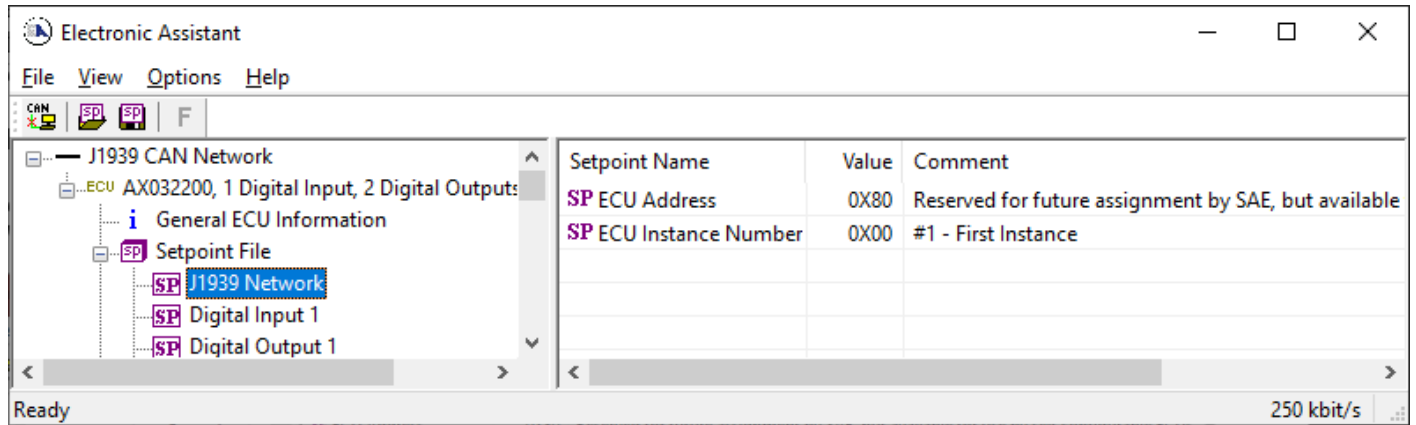 Electronic Assistant
File View Options Help
CAN SP SP F
J1939 CAN Network
ECU AX032200, 1 Digital Input, 2 Digital Outputs
i General ECU Information
SP Setpoint File
SP J1939 Network
SP Digital Input 1
SP Digital Output 1
Setpoint Name Value Comment
SP ECU Address 0X80 Reserved for future assignment by SAE, but available
SP ECU Instance Number 0X00 #1 - First Instance
Ready 250 kbit/s